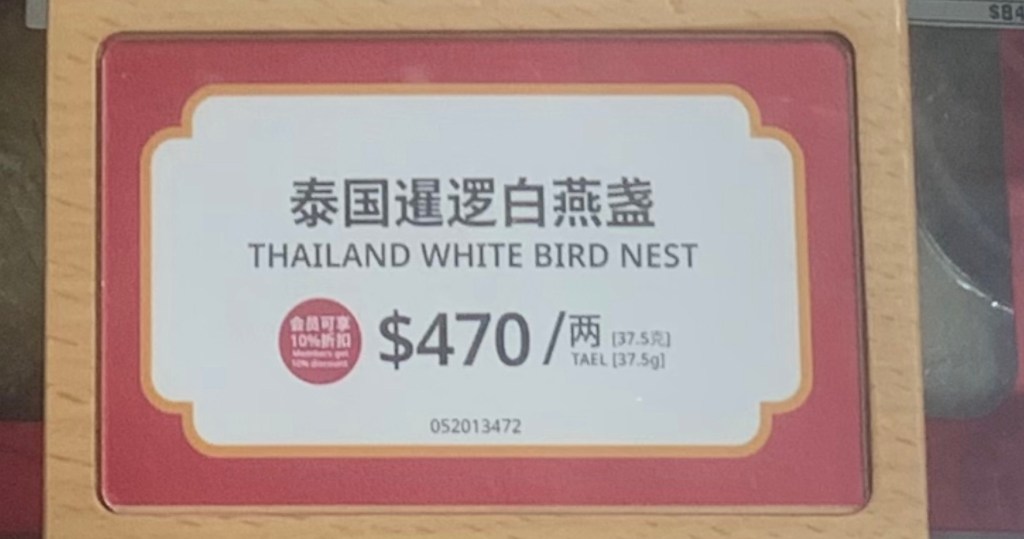 泰国暹逻白燕盏
THAILAND WHITE BIRD NEST
会员可享
10%折扣
Members get
10% discount
$470/两 [37.5克]
TAEL [37.5g]
052013472